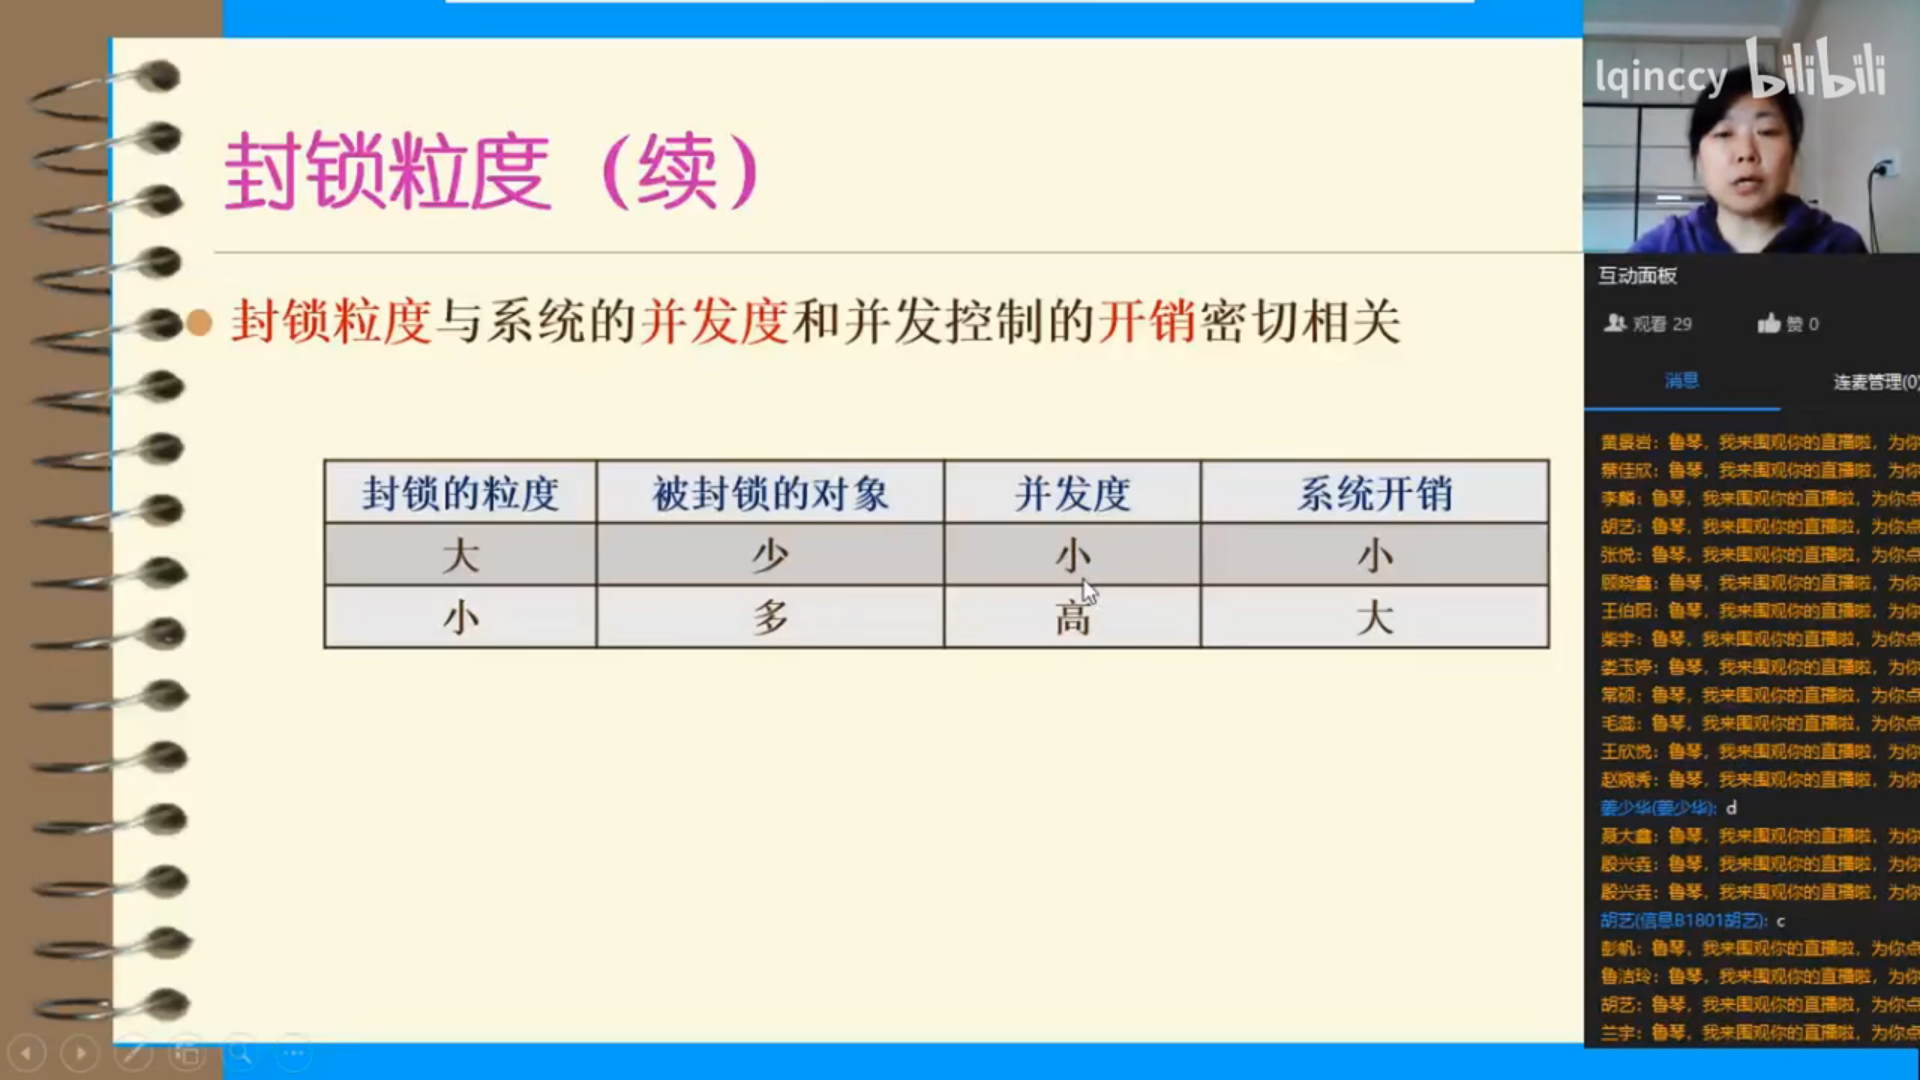 封锁粒度（续）
封锁粒度与系统的并发度和并发控制的开销密切相关
封锁的粒度 被封锁的对象 并发度 系统开销
大 少 小 小
小 多 高 大
lqinccy bilibili
互动面板
观看 29 赞 0
消息 连麦管理(0)
黄景岩：鲁琴，我来围观你的直播啦，为你
蔡佳欣：鲁琴，我来围观你的直播啦，为你
李麟：鲁琴，我来围观你的直播啦，为你点
胡艺：鲁琴，我来围观你的直播啦，为你点
张悦：鲁琴，我来围观你的直播啦，为你点
顾晓鑫：鲁琴，我来围观你的直播啦，为你
王伯阳：鲁琴，我来围观你的直播啦，为你
柴宇：鲁琴，我来围观你的直播啦，为你点
娄玉婷：鲁琴，我来围观你的直播啦，为你
常硕：鲁琴，我来围观你的直播啦，为你点
毛蕊：鲁琴，我来围观你的直播啦，为你点
王欣悦：鲁琴，我来围观你的直播啦，为你
赵婉秀：鲁琴，我来围观你的直播啦，为你
姜少华(姜少华)： d
聂大鑫：鲁琴，我来围观你的直播啦，为你
殷兴垚：鲁琴，我来围观你的直播啦，为你
殷兴垚：鲁琴，我来围观你的直播啦，为你
胡艺(信息B1801胡艺)： c
彭帆：鲁琴，我来围观你的直播啦，为你点
鲁洁玲：鲁琴，我来围观你的直播啦，为你
胡艺：鲁琴，我来围观你的直播啦，为你点
兰宇：鲁琴，我来围观你的直播啦，为你点